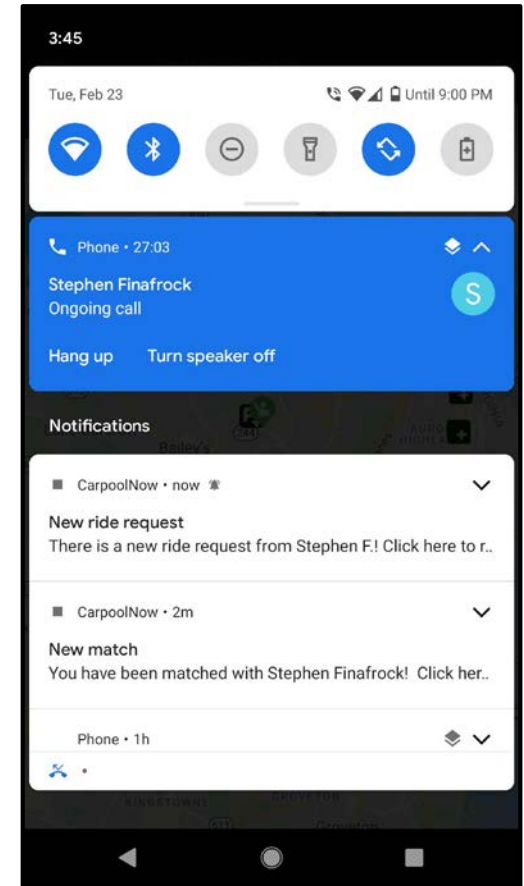 3:45
Tue, Feb 23 Until 9:00 PM
Phone • 27:03
Stephen Finafrock
Ongoing call
S
Hang up Turn speaker off
Notifications
Bailey's
CarpoolNow • now
New ride request
There is a new ride request from Stephen F.! Click here to r..
CarpoolNow • 2m
New match
You have been matched with Stephen Finafrock! Click her..
Phone • 1h
Groveton